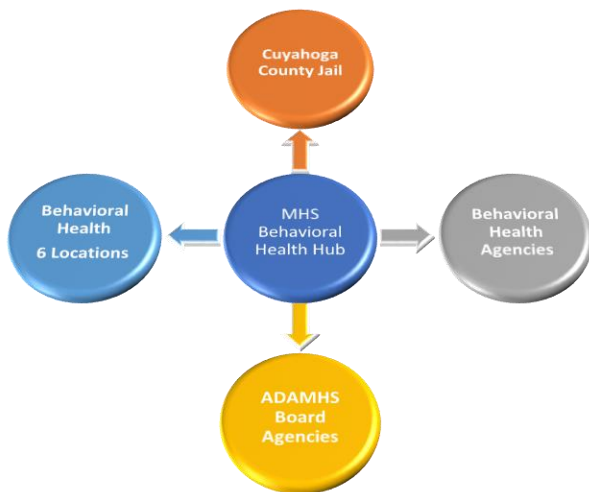 Cuyahoga
County Jail
Behavioral
Health
6 Locations
MHS
Behavioral
Health Hub
Behavioral
Health
Agencies
ADAMHS
Board
Agencies